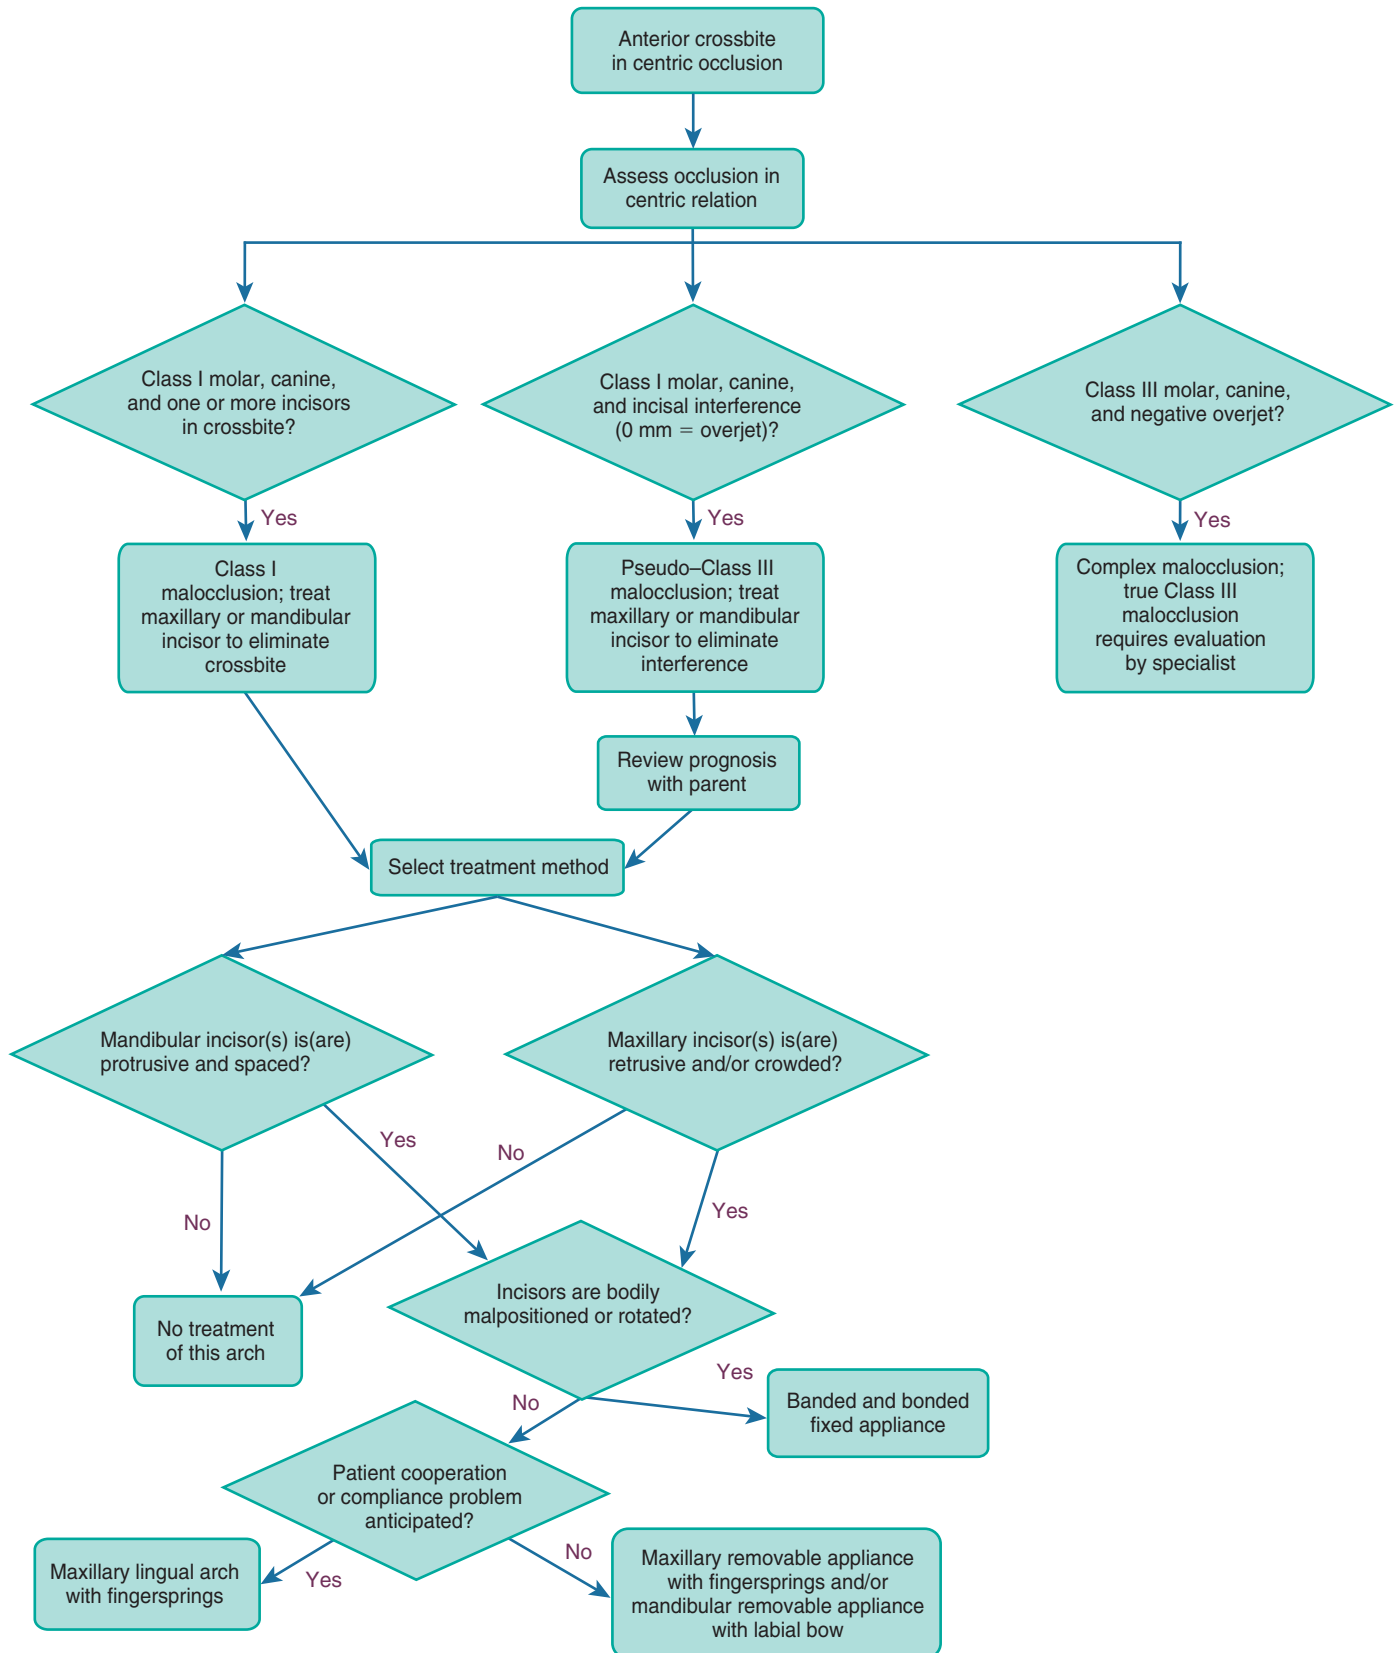 Anterior crossbite
in centric occlusion
Assess occlusion in
centric relation
Class I molar, canine,
and one or more incisors
in crossbite?
Class I molar, canine,
and incisal interference
(0 mm = overjet)?
Class III molar, canine,
and negative overjet?
Yes
Yes
Yes
Class I
malocclusion; treat
maxillary or mandibular
incisor to eliminate
crossbite
Pseudo–Class III
malocclusion; treat
maxillary or mandibular
incisor to eliminate
interference
Complex malocclusion;
true Class III
malocclusion
requires evaluation
by specialist
Review prognosis
with parent
Select treatment method
Mandibular incisor(s) is(are)
protrusive and spaced?
Maxillary incisor(s) is(are)
retrusive and/or crowded?
Yes
No
No
Yes
No treatment
of this arch
Incisors are bodily
malpositioned or rotated?
Yes
No
Banded and bonded
fixed appliance
Patient cooperation
or compliance problem
anticipated?
Yes
No
Maxillary lingual arch
with fingersprings
Maxillary removable appliance
with fingersprings and/or
mandibular removable appliance
with labial bow